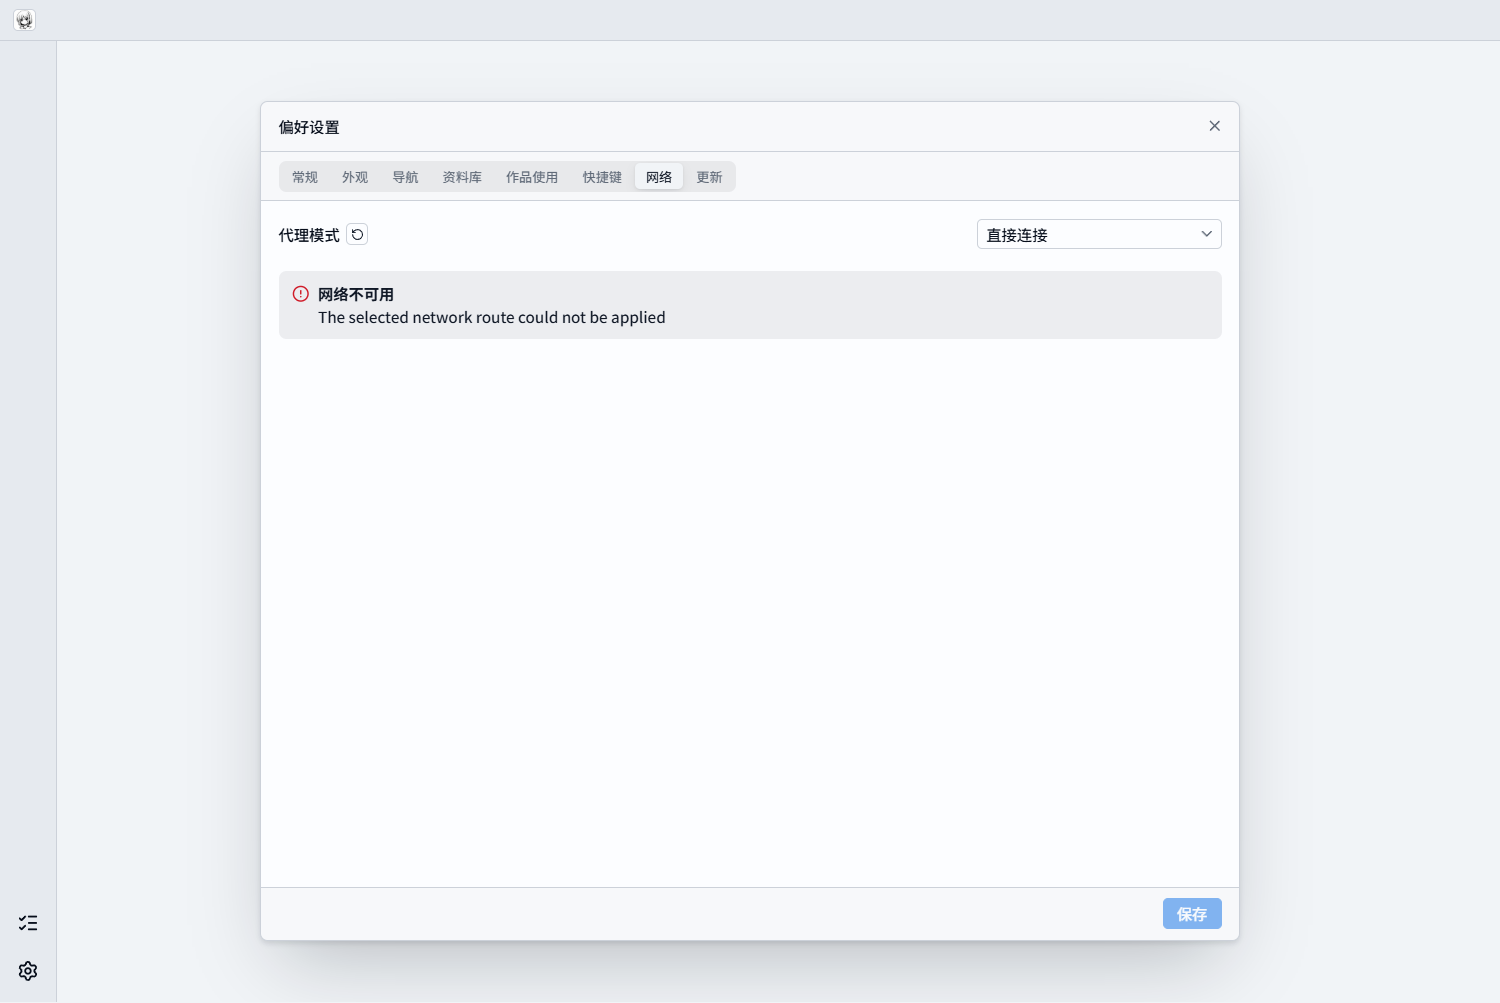 偏好设置
常规 外观 导航 资料库 作品使用 快捷键 网络 更新
代理模式 直接连接
网络不可用
The selected network route could not be applied
保存